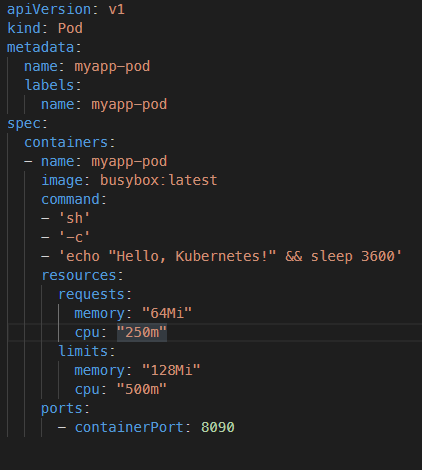 apiVersion: v1
kind: Pod
metadata:
  name: myapp-pod
  labels:
    name: myapp-pod
spec:
  containers:
  - name: myapp-pod
    image: busybox:latest
    command:
    - 'sh'
    - '-c'
    - 'echo "Hello, Kubernetes!" && sleep 3600'
    resources:
      requests:
        memory: "64Mi"
        cpu: "250m"
      limits:
        memory: "128Mi"
        cpu: "500m"
    ports:
      - containerPort: 8090